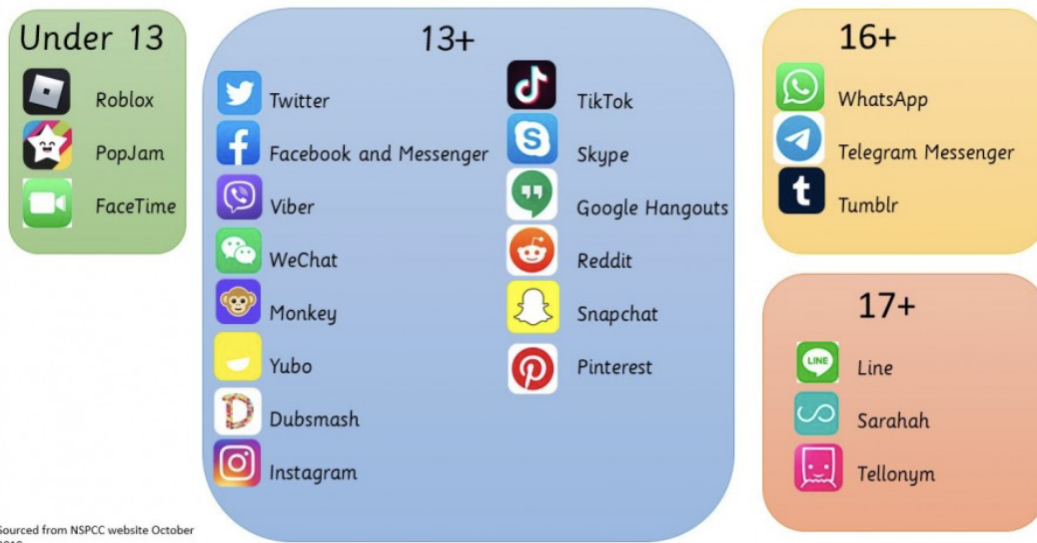 Under 13
Roblox
PopJam
FaceTime
13+
Twitter
Facebook and Messenger
Viber
WeChat
Monkey
Yubo
Dubsmash
Instagram
TikTok
Skype
Google Hangouts
Reddit
Snapchat
Pinterest
16+
WhatsApp
Telegram Messenger
t
Tumblr
17+
LINE
Line
Sarahah
Tellonym
Sourced from NSPCC website October